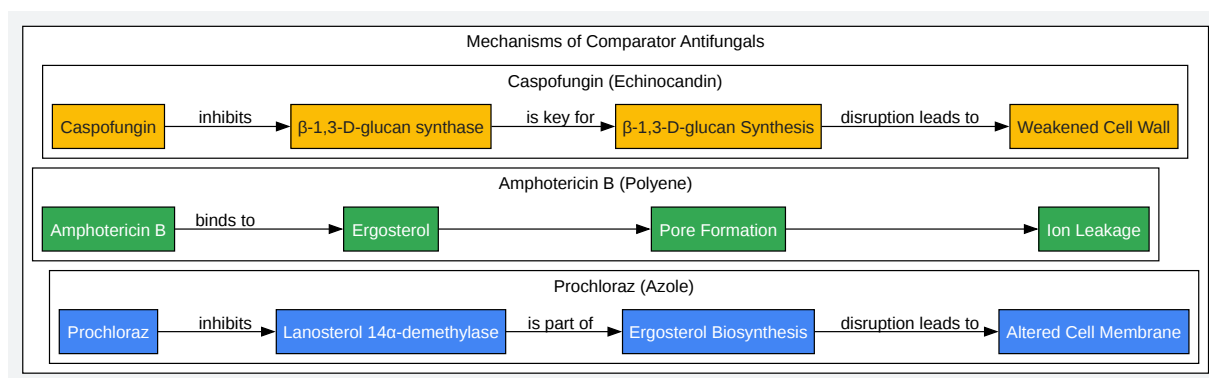 Mechanisms of Comparator Antifungals
Caspofungin (Echinocandin)
Caspofungin inhibits β-1,3-D-glucan synthase is key for β-1,3-D-glucan Synthesis disruption leads to Weakened Cell Wall
Amphotericin B (Polyene)
Amphotericin B binds to Ergosterol Pore Formation Ion Leakage
Prochloraz (Azole)
Prochloraz inhibits Lanosterol 14α-demethylase is part of Ergosterol Biosynthesis disruption leads to Altered Cell Membrane